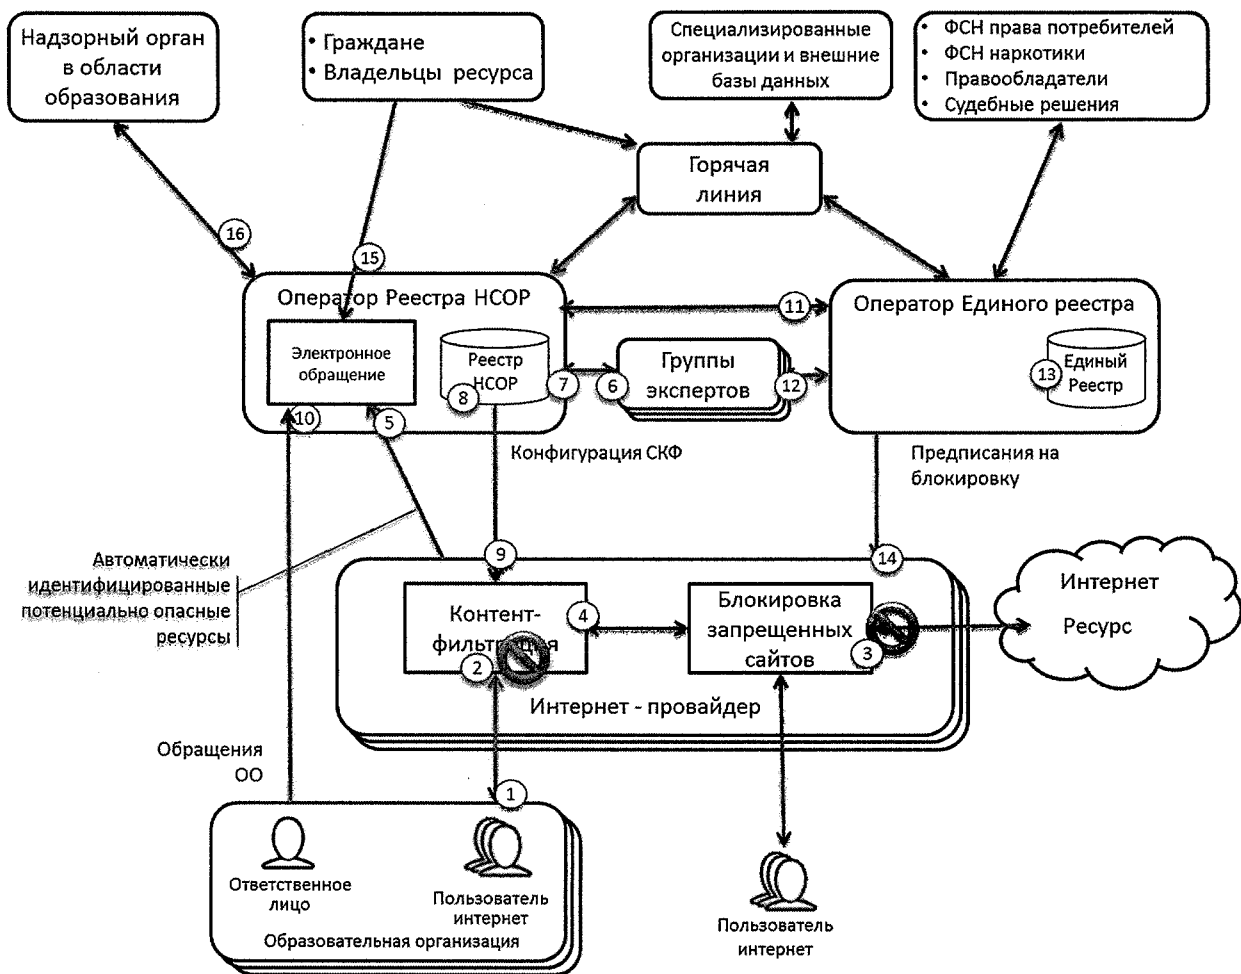 Надзорный орган
в области
образования
• Граждане
• Владельцы ресурса
Специализированные
организации и внешние
базы данных
• ФСН права потребителей
• ФСН наркотики
• Правообладатели
• Судебные решения
Горячая
линия
16
15
Оператор Реестра НСОР
11
Оператор Единого реестра
Электронное
обращение
Реестр
НСОР
8
7
6
Группы
экспертов
12
13
Единый
Реестр
10
5
Конфигурация СКФ
Предписания на
блокировку
Автоматически
идентифицированные
потенциально опасные
ресурсы
9
14
Контент-
фильтрация
2
4
Блокировка
запрещенных
сайтов
3
Интернет
Ресурс
Интернет - провайдер
Обращения
ОО
1
Ответственное
лицо
Пользователь
интернет
Образовательная организация
Пользователь
интернет